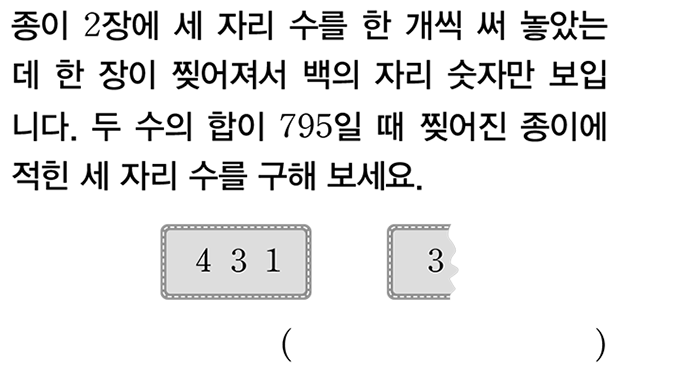 종이 2장에 세 자리 수를 한 개씩 써 놓았는
데 한 장이 찢어져서 백의 자리 숫자만 보입
니다. 두 수의 합이 795일 때 찢어진 종이에
적힌 세 자리 수를 구해 보세요.
4 3 1 3
( )